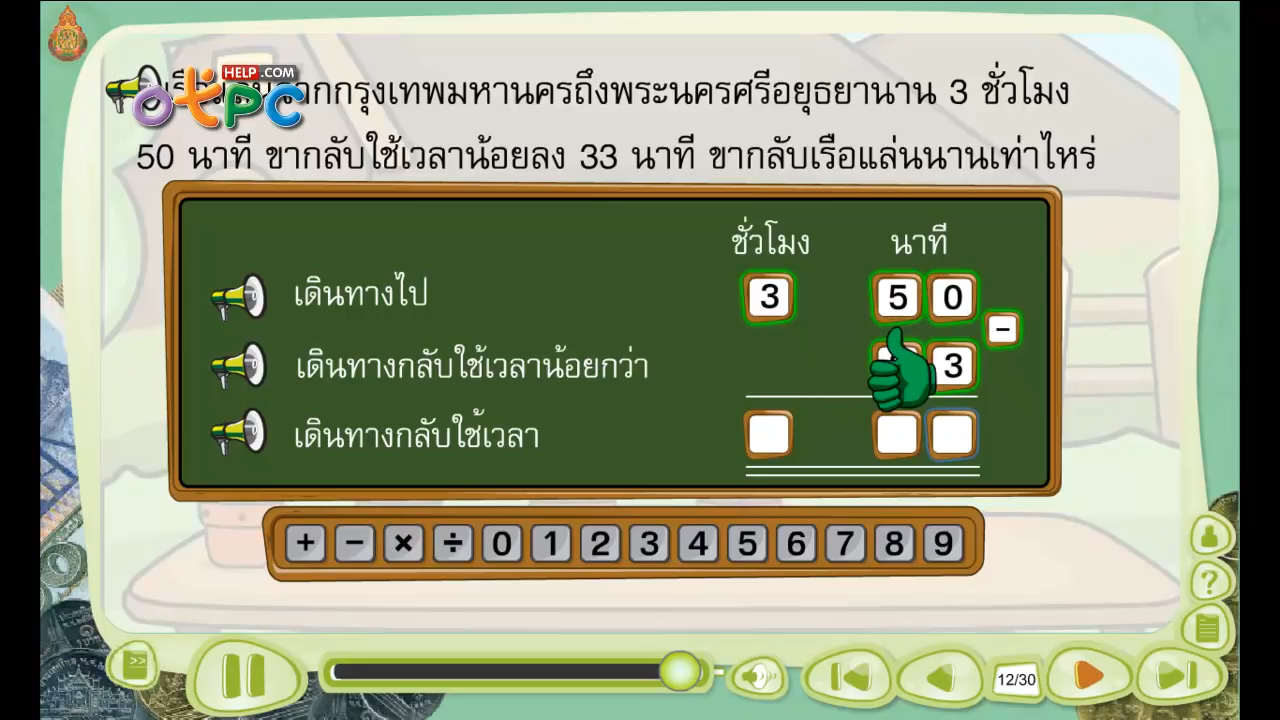 HELP.COM
OTPC
กรุงเทพมหานครถึงพระนครศรีอยุธยานาน 3 ชั่วโมง
50 นาที ขากลับใช้เวลาน้อยลง 33 นาที ขากลับเรือแล่นนานเท่าไหร่
ชั่วโมง นาที
เดินทางไป 3 5 0
−
เดินทางกลับใช้เวลาน้อยกว่า 3
เดินทางกลับใช้เวลา
+ − × ÷ 0 1 2 3 4 5 6 7 8 9
?
>>
12/30